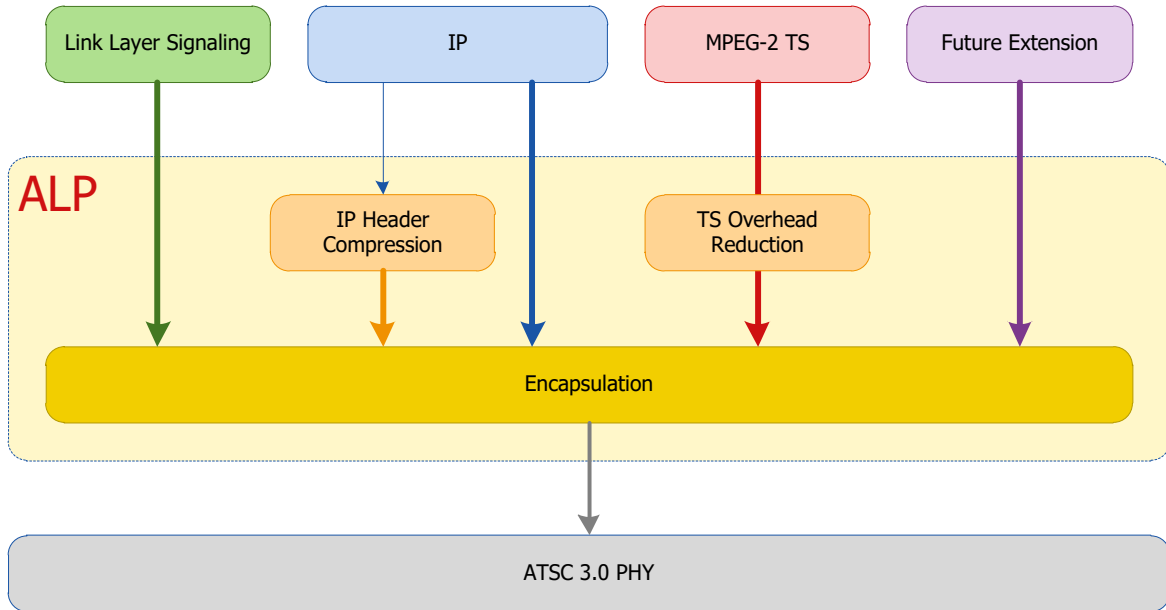 Link Layer Signaling
IP
MPEG-2 TS
Future Extension
ALP
IP Header
Compression
TS Overhead
Reduction
Encapsulation
ATSC 3.0 PHY